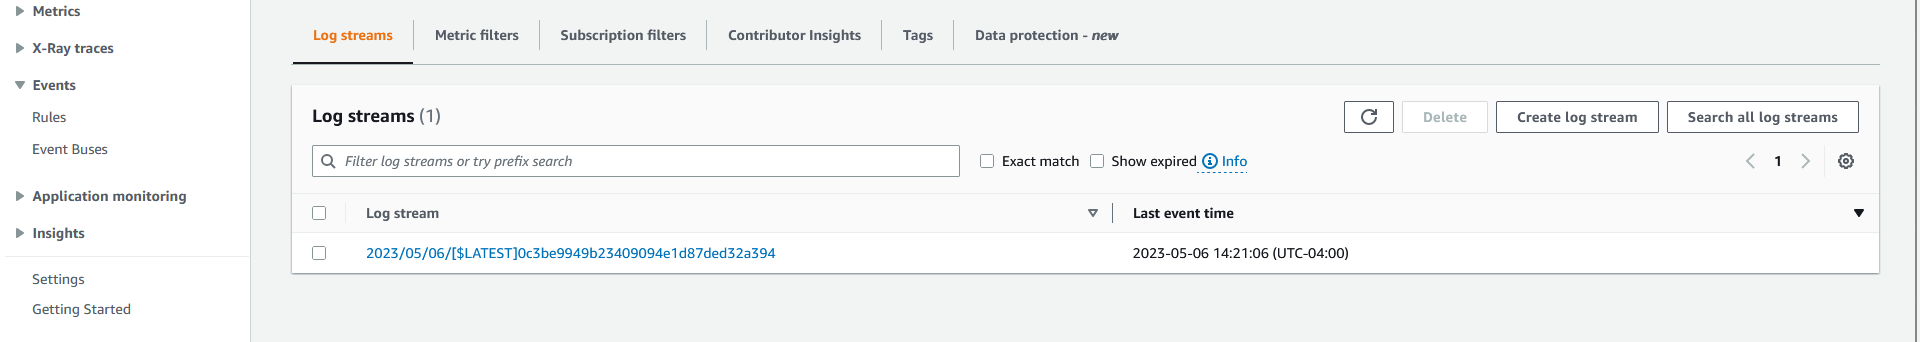 Metrics
X-Ray traces
Events
Rules
Event Buses
Application monitoring
Insights
Settings
Getting Started
Log streams Metric filters Subscription filters Contributor Insights Tags Data protection - new
Log streams (1)
Delete Create log stream Search all log streams
Filter log streams or try prefix search Exact match Show expired Info 1
Log stream Last event time
2023/05/06/[$LATEST]0c3be9949b23409094e1d87ded32a394 2023-05-06 14:21:06 (UTC-04:00)